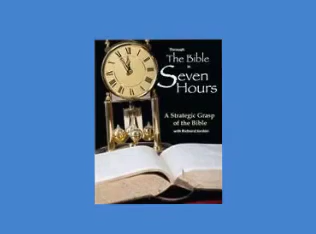 Through
The Bible
in
Seven
Hours
A Strategic Grasp
of the Bible
with Richard Jordan